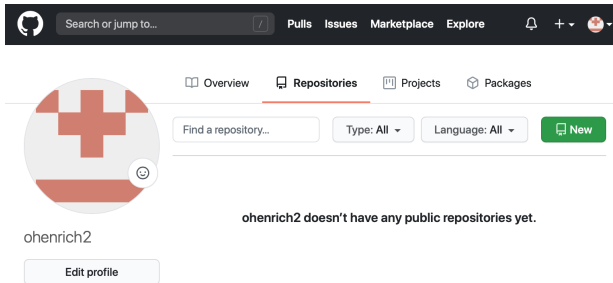 Search or jump to... / Pulls Issues Marketplace Explore
Overview Repositories Projects Packages
Find a repository... Type: All Language: All New
ohenrich2 doesn't have any public repositories yet.
ohenrich2
Edit profile